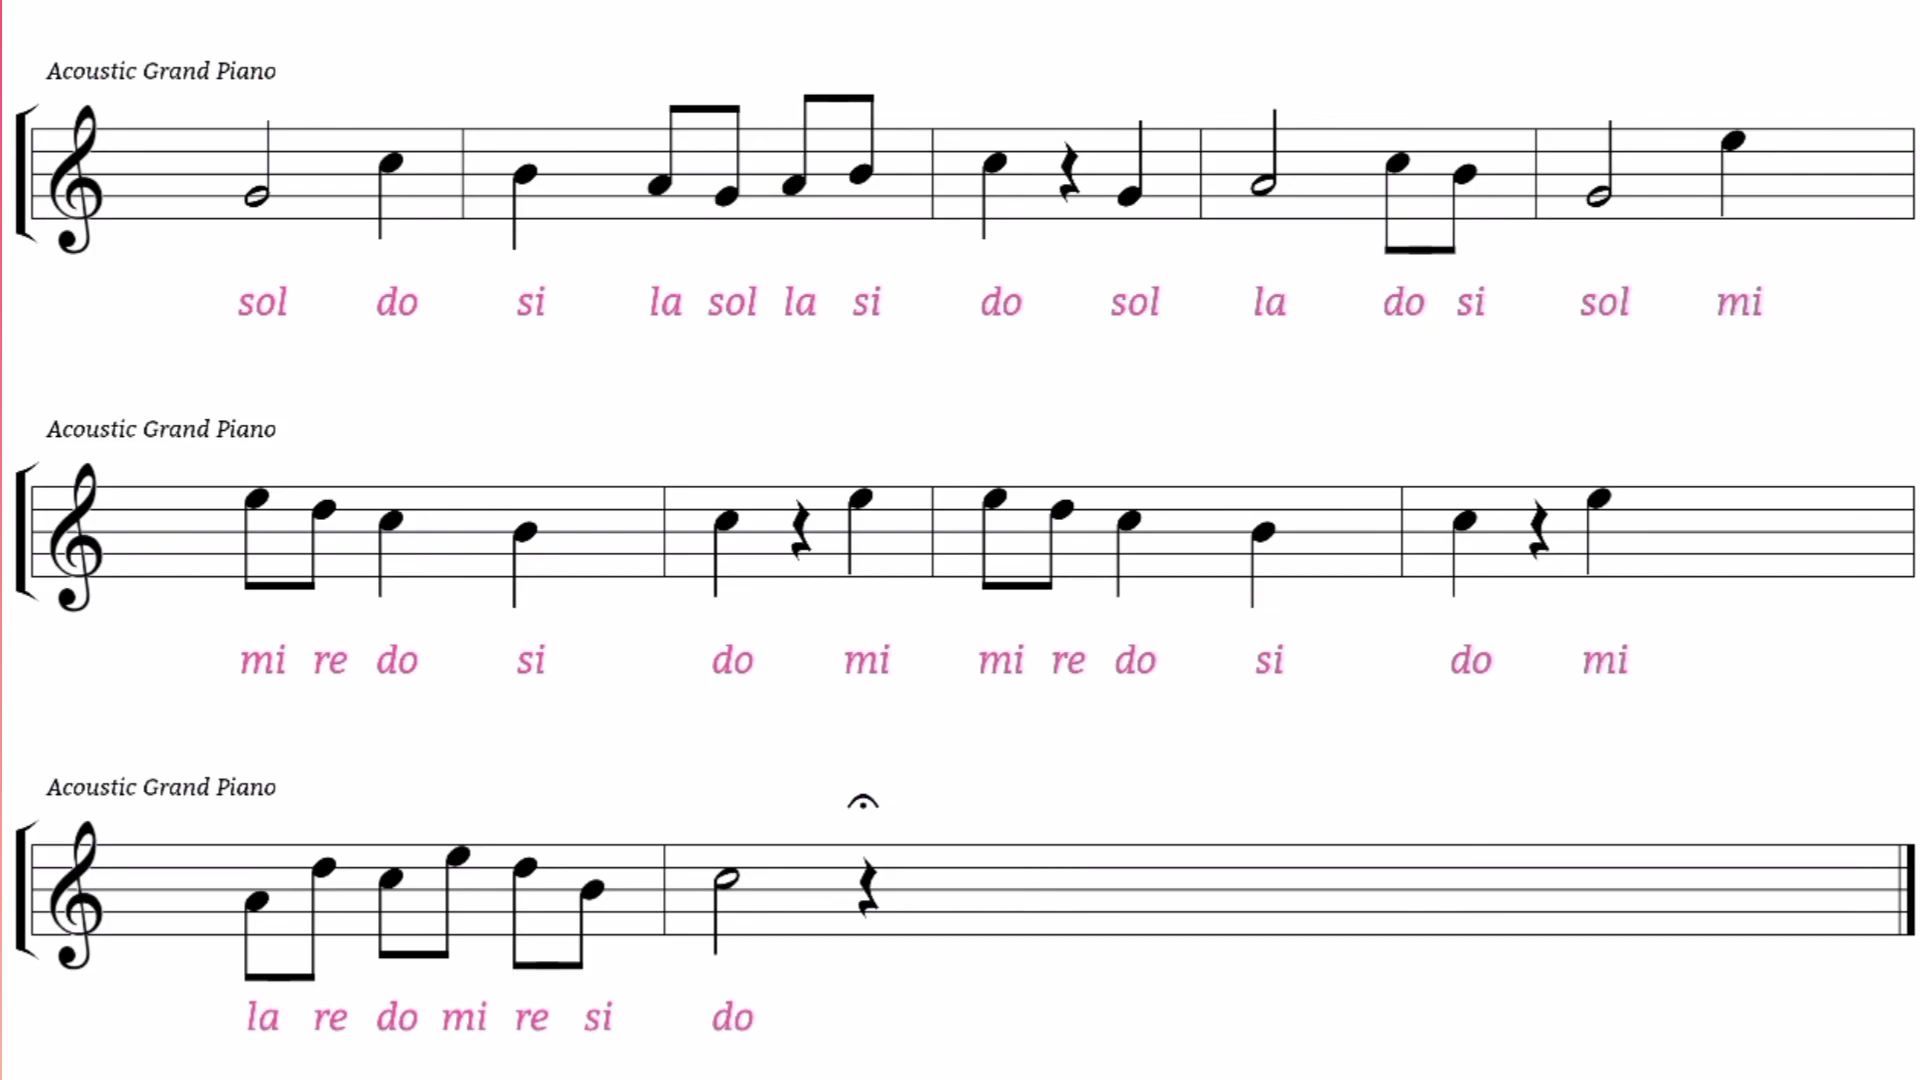 Acoustic Grand Piano
sol do si la sol la si do sol la do si sol mi
Acoustic Grand Piano
mi re do si do mi mi re do si do mi
Acoustic Grand Piano
la re do mi re si do